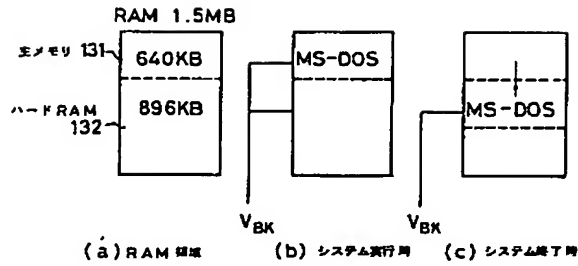 RAM 1.5MB
主メモリ 131
640KB
ハードRAM
132
896KB
MS-DOS
VBK
MS-DOS
VBK
(a) RAM 領域
(b) システム実行時
(c) システム終了時